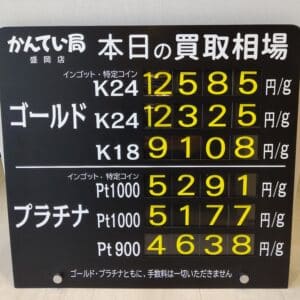 かんてい局 盛岡店 本日の買取相場
インゴット・特定コイン
K24 12585 円/g
ゴールド K24 12325 円/g
K18 9108 円/g
インゴット・特定コイン
Pt1000 5291 円/g
プラチナ Pt1000 5177 円/g
Pt900 4638 円/g
ゴールド・プラチナともに、手数料は一切いただきません